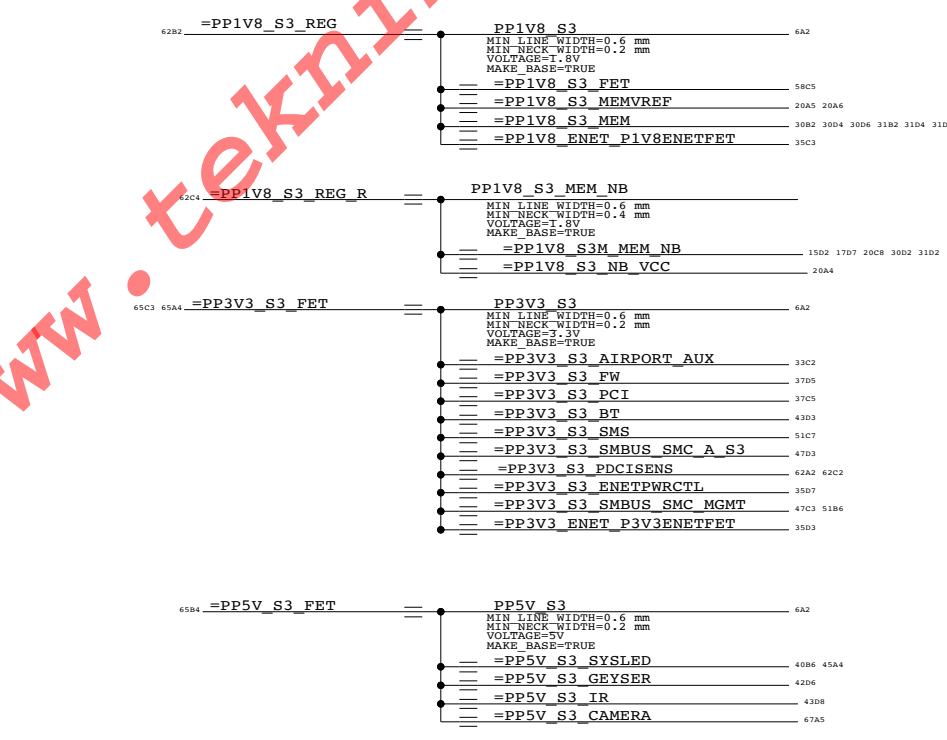 62B2 =PP1V8_S3_REG PP1V8_S3 6A2
MIN_LINE_WIDTH=0.6 mm
MIN_NECK_WIDTH=0.2 mm
VOLTAGE=1.8V
MAKE_BASE=TRUE
=PP1V8_S3_FET 58C5
=PP1V8_S3_MEMVREF 20A5 20A6
=PP1V8_S3_MEM 30B2 30D4 30D6 31B2 31D4 31D
=PP1V8_ENET_P1V8ENETFET 35C3
62C4 =PP1V8_S3_REG_R PP1V8_S3_MEM_NB
MIN_LINE_WIDTH=0.6 mm
MIN_NECK_WIDTH=0.4 mm
VOLTAGE=1.8V
MAKE_BASE=TRUE
=PP1V8_S3M_MEM_NB 15D2 17D7 20C8 30D2 31D2
=PP1V8_S3_NB_VCC 20A4
65C3 65A4 =PP3V3_S3_FET PP3V3_S3 6A2
MIN_LINE_WIDTH=0.6 mm
MIN_NECK_WIDTH=0.2 mm
VOLTAGE=3.3V
MAKE_BASE=TRUE
=PP3V3_S3_AIRPORT_AUX 33C2
=PP3V3_S3_FW 37D5
=PP3V3_S3_PCI 37C5
=PP3V3_S3_BT 43D3
=PP3V3_S3_SMS 51C7
=PP3V3_S3_SMBUS_SMC_A_S3 47D3
=PP3V3_S3_PDCISENS 62A2 62C2
=PP3V3_S3_ENETPWRCTL 35D7
=PP3V3_S3_SMBUS_SMC_MGMT 47C3 51B6
=PP3V3_ENET_P3V3ENETFET 35D3
65B4 =PP5V_S3_FET PP5V_S3 6A2
MIN_LINE_WIDTH=0.6 mm
MIN_NECK_WIDTH=0.2 mm
VOLTAGE=5V
MAKE_BASE=TRUE
=PP5V_S3_SYSLED 40B6 45A4
=PP5V_S3_GEYSER 42D6
=PP5V_S3_IR 43D8
=PP5V_S3_CAMERA 67A5
ww.tekni